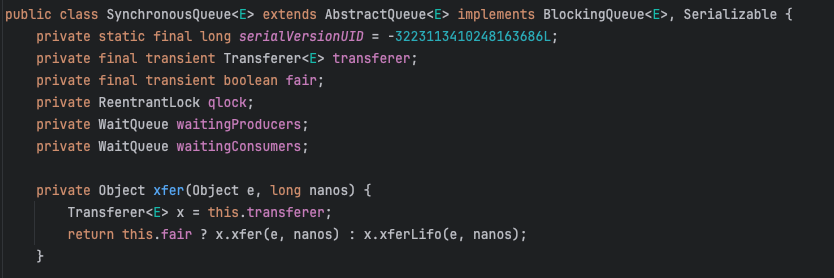 public class SynchronousQueue<E> extends AbstractQueue<E> implements BlockingQueue<E>, Serializable {
    private static final long serialVersionUID = -3223113410248163686L;
    private final transient Transferer<E> transferer;
    private final transient boolean fair;
    private ReentrantLock qlock;
    private WaitQueue waitingProducers;
    private WaitQueue waitingConsumers;

    private Object xfer(Object e, long nanos) {
        Transferer<E> x = this.transferer;
        return this.fair ? x.xfer(e, nanos) : x.xferLifo(e, nanos);
    }